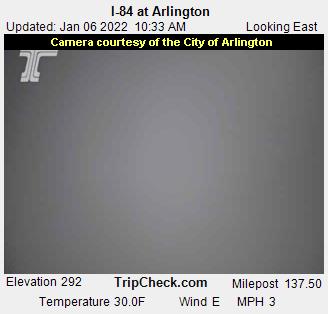 I-84 at Arlington
Updated: Jan 06 2022 10:33 AM Looking East
Camera courtesy of the City of Arlington
Elevation 292 TripCheck.com Milepost 137.50
Temperature 30.0F Wind E MPH 3